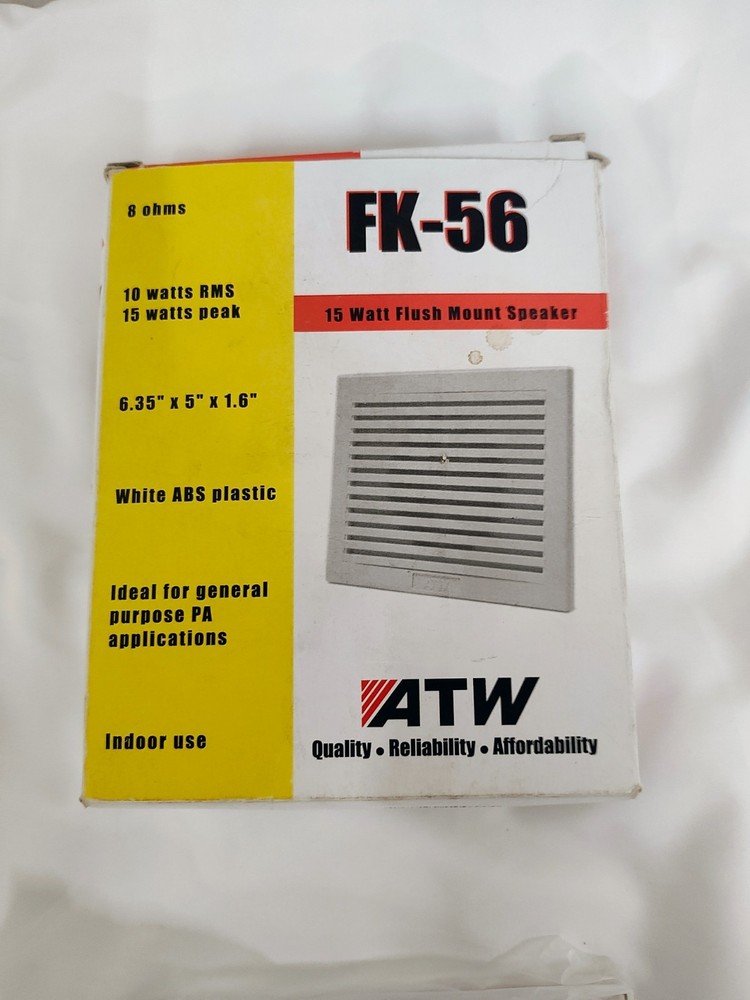 8 ohms
10 watts RMS
15 watts peak
6.35" x 5" x 1.6"
White ABS plastic
Ideal for general
purpose PA
applications
Indoor use
FK-56
15 Watt Flush Mount Speaker
ATW
Quality • Reliability • Affordability